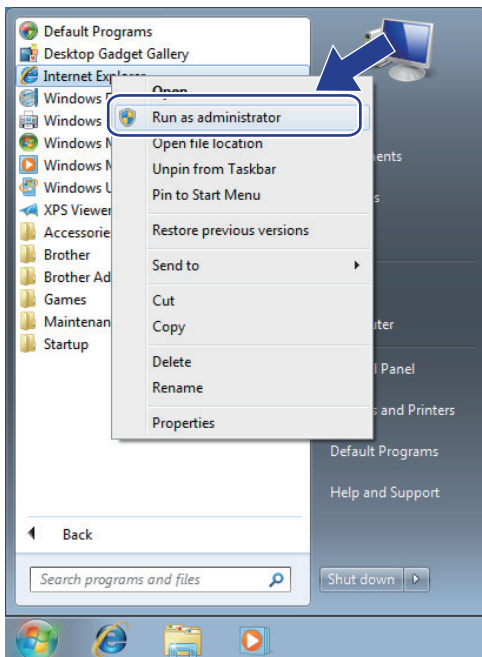 Default Programs
Desktop Gadget Gallery
Internet Explorer
Windows
Windows
Windows
Windows
Windows
XPS Viewer
Accessorie
Brother
Brother Ad
Games
Maintenan
Startup
Back
Search programs and files
Open
Run as administrator
Open file location
Unpin from Taskbar
Pin to Start Menu
Restore previous versions
Send to
Cut
Copy
Delete
Rename
Properties
ents
s
uter
l Panel
s and Printers
Default Programs
Help and Support
Shut down